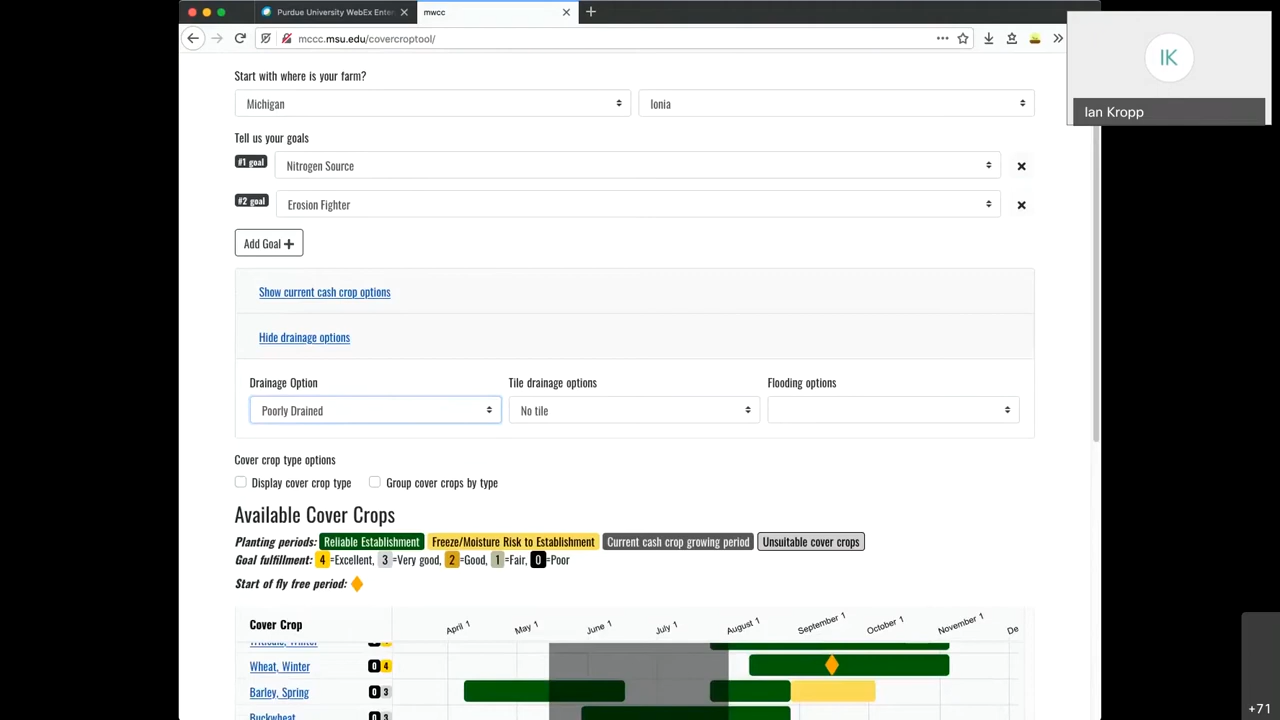 Purdue University WebEx Enter
mwcc
mccc.msu.edu/covercroptool/
IK
Ian Kropp
Start with where is your farm?
Michigan
Ionia
Tell us your goals
#1 goal
Nitrogen Source
#2 goal
Erosion Fighter
Add Goal
Show current cash crop options
Hide drainage options
Drainage Option
Tile drainage options
Flooding options
Poorly Drained
No tile
Cover crop type options
Display cover crop type
Group cover crops by type
Available Cover Crops
Planting periods: Reliable Establishment Freeze/Moisture Risk to Establishment Current cash crop growing period Unsuitable cover crops
Goal fulfillment: 4=Excellent, 3=Very good, 2=Good, 1=Fair, 0=Poor
Start of fly free period:
Cover Crop
April 1
May 1
June 1
July 1
August 1
September 1
October 1
November 1
De
Wheat, Winter 0 4
Barley, Spring 0 3
Buckwheat 0 3
+71